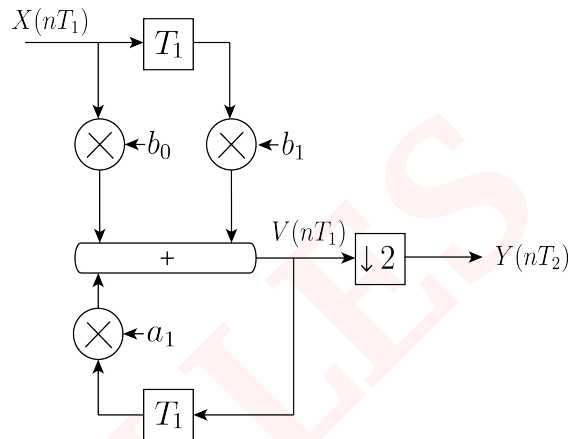 X(nT₁)
T₁
b₀
b₁
+
V(nT₁)
↓2
Y(nT₂)
a₁
T₁